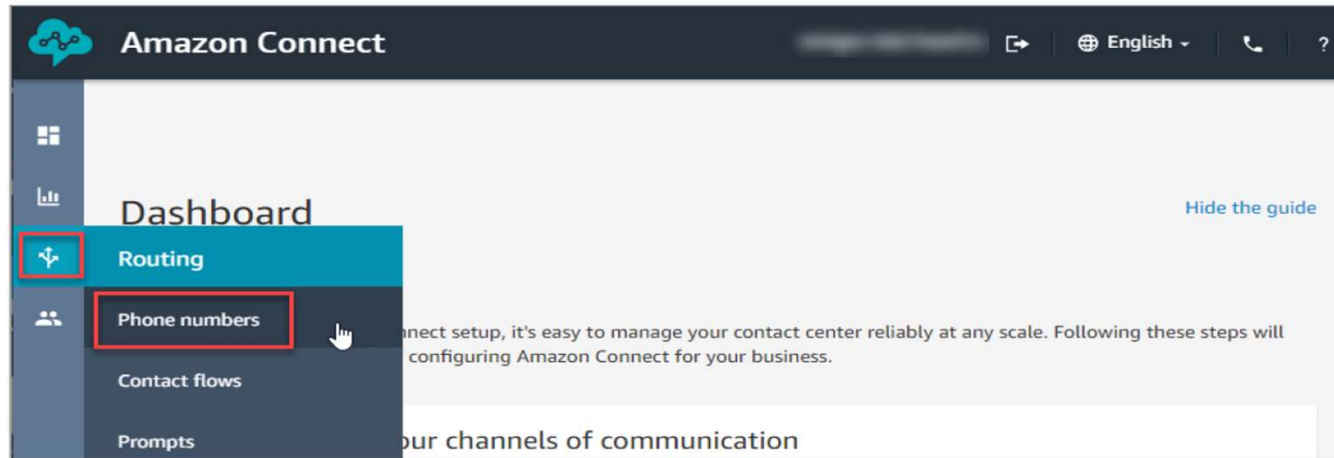 Amazon Connect
English
?
Dashboard
Hide the guide
Routing
Phone numbers
nnect setup, it's easy to manage your contact center reliably at any scale. Following these steps will
configuring Amazon Connect for your business.
Contact flows
our channels of communication
Prompts